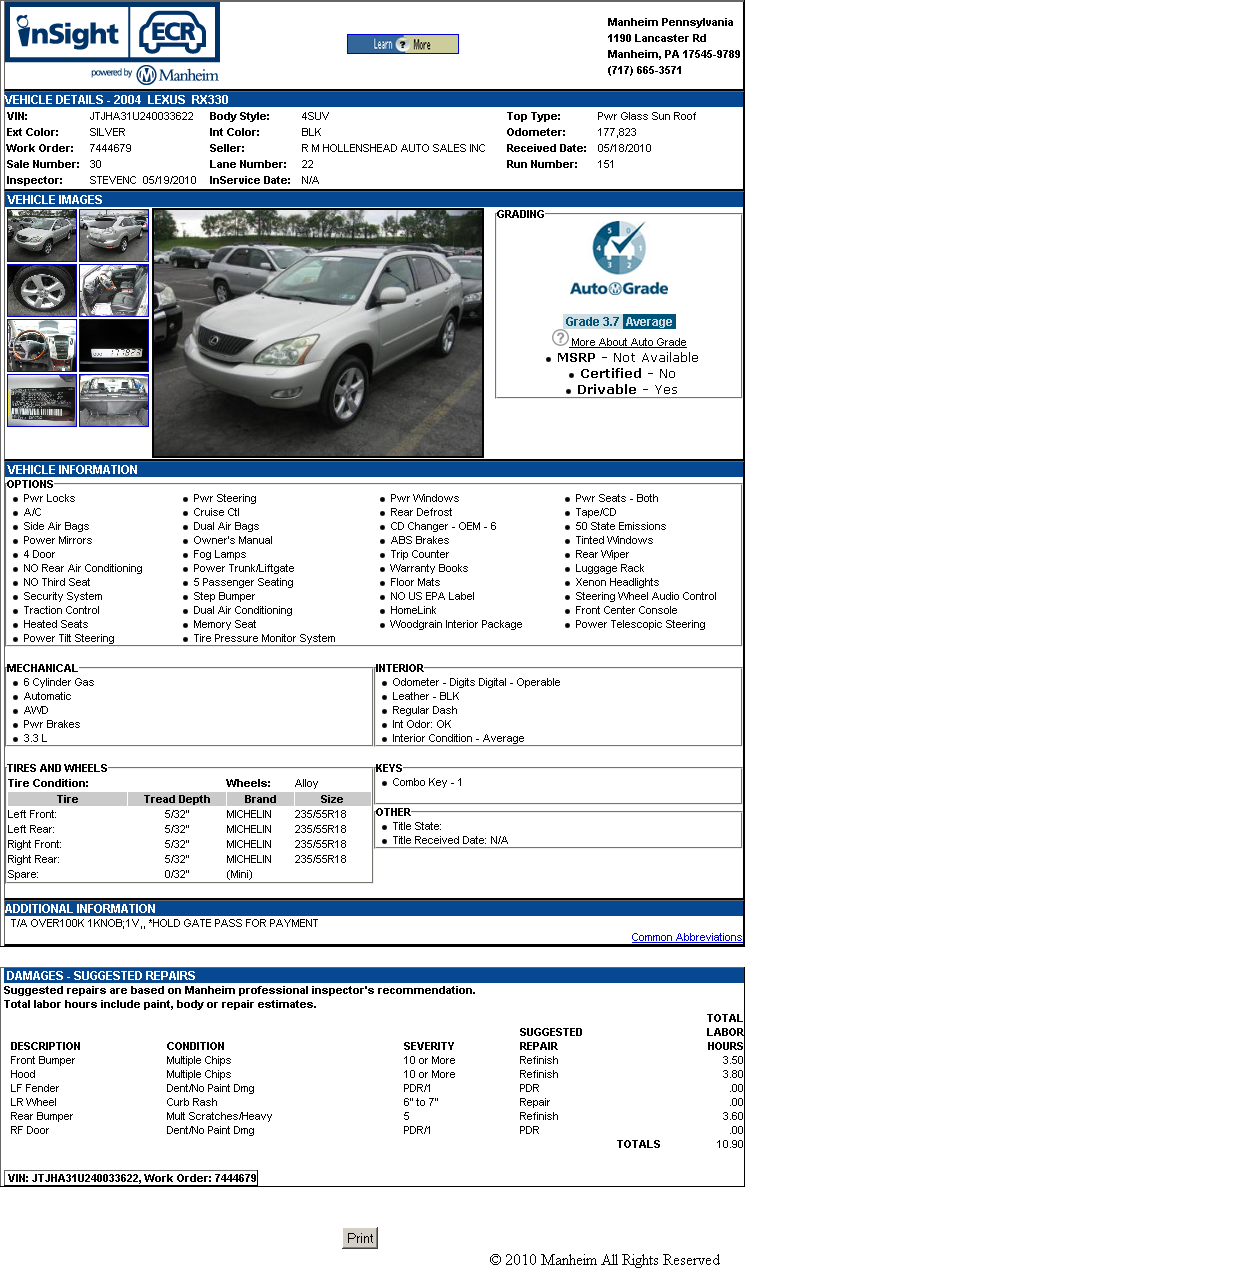 inSight ECR
powered by Manheim
Learn ? More
Manheim Pennsylvania
1190 Lancaster Rd
Manheim, PA 17545-9789
(717) 665-3571
VEHICLE DETAILS - 2004 LEXUS RX330
VIN: JTJHA31U240033622 Body Style: 4SUV Top Type: Pwr Glass Sun Roof
Ext Color: SILVER Int Color: BLK Odometer: 177,823
Work Order: 7444679 Seller: R M HOLLENSHEAD AUTO SALES INC Received Date: 05/18/2010
Sale Number: 30 Lane Number: 22 Run Number: 151
Inspector: STEVENC 05/19/2010 InService Date: N/A
VEHICLE IMAGES
GRADING
5 4 3 2 1 0
AutoGrade
Grade 3.7 Average
? More About Auto Grade
• MSRP - Not Available
• Certified - No
• Drivable - Yes
VEHICLE INFORMATION
OPTIONS
• Pwr Locks • Pwr Steering • Pwr Windows • Pwr Seats - Both
• A/C • Cruise Ctl • Rear Defrost • Tape/CD
• Side Air Bags • Dual Air Bags • CD Changer - OEM - 6 • 50 State Emissions
• Power Mirrors • Owner's Manual • ABS Brakes • Tinted Windows
• 4 Door • Fog Lamps • Trip Counter • Rear Wiper
• NO Rear Air Conditioning • Power Trunk/Liftgate • Warranty Books • Luggage Rack
• NO Third Seat • 5 Passenger Seating • Floor Mats • Xenon Headlights
• Security System • Step Bumper • NO US EPA Label • Steering Wheel Audio Control
• Traction Control • Dual Air Conditioning • HomeLink • Front Center Console
• Heated Seats • Memory Seat • Woodgrain Interior Package • Power Telescopic Steering
• Power Tilt Steering • Tire Pressure Monitor System
MECHANICAL
• 6 Cylinder Gas
• Automatic
• AWD
• Pwr Brakes
• 3.3 L
INTERIOR
• Odometer - Digits Digital - Operable
• Leather - BLK
• Regular Dash
• Int Odor: OK
• Interior Condition - Average
TIRES AND WHEELS
Tire Condition: Wheels: Alloy
Tire Tread Depth Brand Size
Left Front: 5/32" MICHELIN 235/55R18
Left Rear: 5/32" MICHELIN 235/55R18
Right Front: 5/32" MICHELIN 235/55R18
Right Rear: 5/32" MICHELIN 235/55R18
Spare: 0/32" (Mini)
KEYS
• Combo Key - 1
OTHER
• Title State:
• Title Received Date: N/A
ADDITIONAL INFORMATION
T/A OVER100K 1KNOB;1V,, *HOLD GATE PASS FOR PAYMENT
Common Abbreviations
DAMAGES - SUGGESTED REPAIRS
Suggested repairs are based on Manheim professional inspector's recommendation.
Total labor hours include paint, body or repair estimates.
DESCRIPTION CONDITION SEVERITY SUGGESTED REPAIR TOTAL LABOR HOURS
Front Bumper Multiple Chips 10 or More Refinish 3.50
Hood Multiple Chips 10 or More Refinish 3.80
LF Fender Dent/No Paint Dmg PDR/1 PDR .00
LR Wheel Curb Rash 6" to 7" Repair .00
Rear Bumper Mult Scratches/Heavy 5 Refinish 3.60
RF Door Dent/No Paint Dmg PDR/1 PDR .00
TOTALS 10.90
VIN: JTJHA31U240033622, Work Order: 7444679
Print
© 2010 Manheim All Rights Reserved